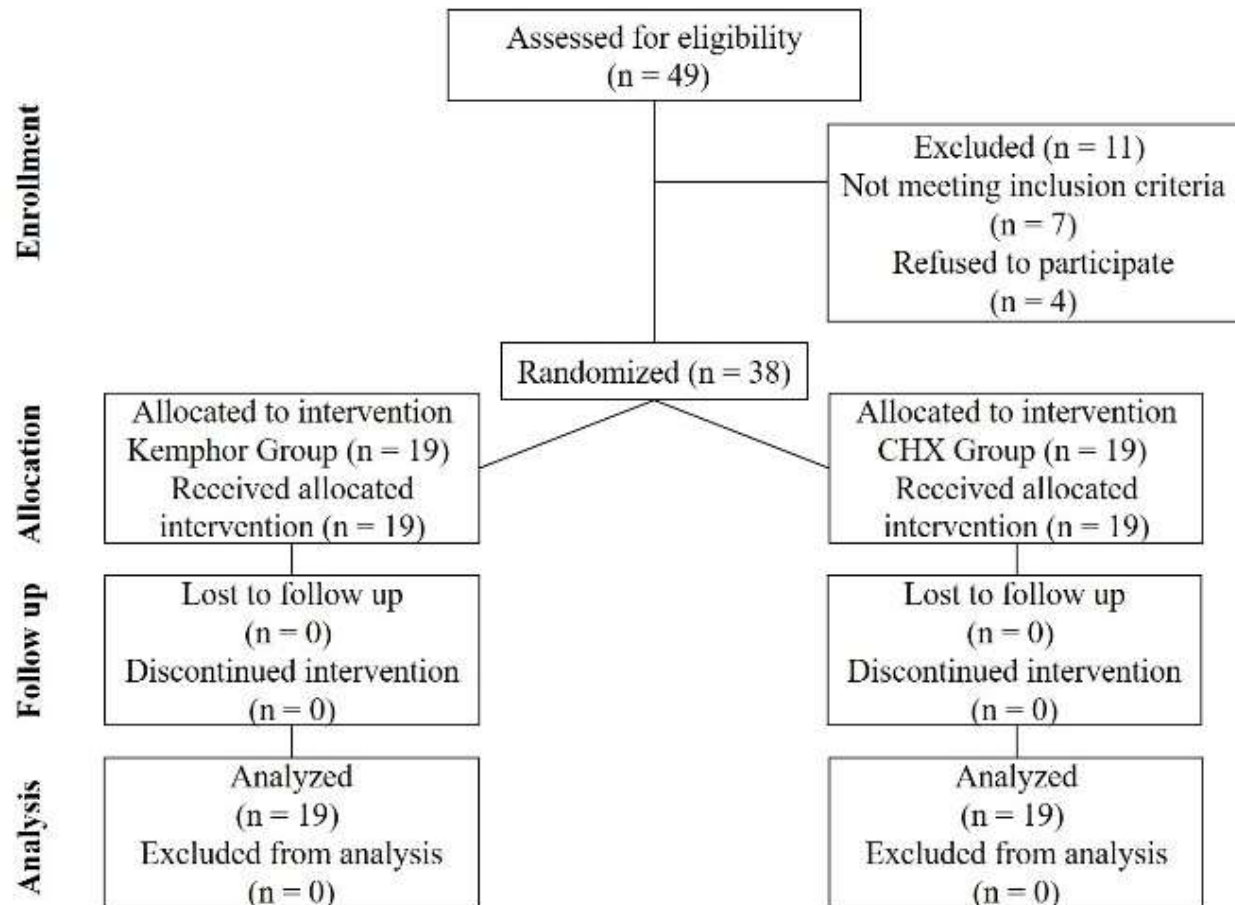 Enrollment
Assessed for eligibility
(n = 49)
Excluded (n = 11)
Not meeting inclusion criteria
(n = 7)
Refused to participate
(n = 4)
Randomized (n = 38)
Allocation
Allocated to intervention
Kemphor Group (n = 19)
Received allocated
intervention (n = 19)
Allocated to intervention
CHX Group (n = 19)
Received allocated
intervention (n = 19)
Follow up
Lost to follow up
(n = 0)
Discontinued intervention
(n = 0)
Lost to follow up
(n = 0)
Discontinued intervention
(n = 0)
Analysis
Analyzed
(n = 19)
Excluded from analysis
(n = 0)
Analyzed
(n = 19)
Excluded from analysis
(n = 0)